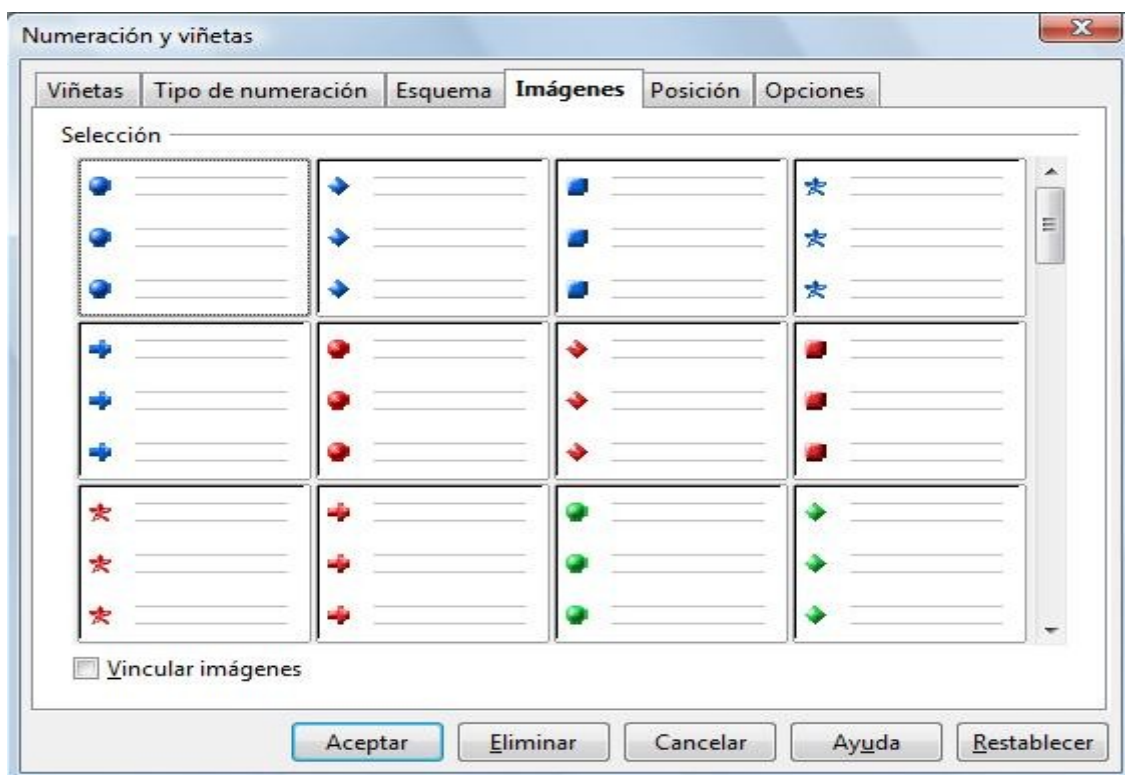 Numeración y viñetas
Viñetas Tipo de numeración Esquema Imágenes Posición Opciones
Selección
Vincular imágenes
Aceptar Eliminar Cancelar Ayuda Restablecer